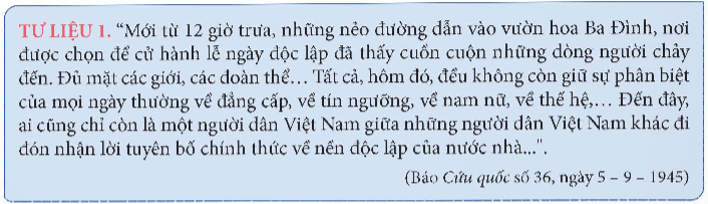 TƯ LIỆU 1. “Mới từ 12 giờ trưa, những nẻo đường dẫn vào vườn hoa Ba Đình, nơi
được chọn để cử hành lễ ngày độc lập đã thấy cuồn cuộn những dòng người chảy
đến. Đủ mặt các giới, các đoàn thể… Tất cả, hôm đó, đều không còn giữ sự phân biệt
của mọi ngày thường về đẳng cấp, về tín ngưỡng, về nam nữ, về thế hệ,… Đến đây,
ai cũng chỉ còn là một người dân Việt Nam giữa những người dân Việt Nam khác đi
đón nhận lời tuyên bố chính thức về nền độc lập của nước nhà...".
(Báo Cứu quốc số 36, ngày 5 – 9 – 1945)